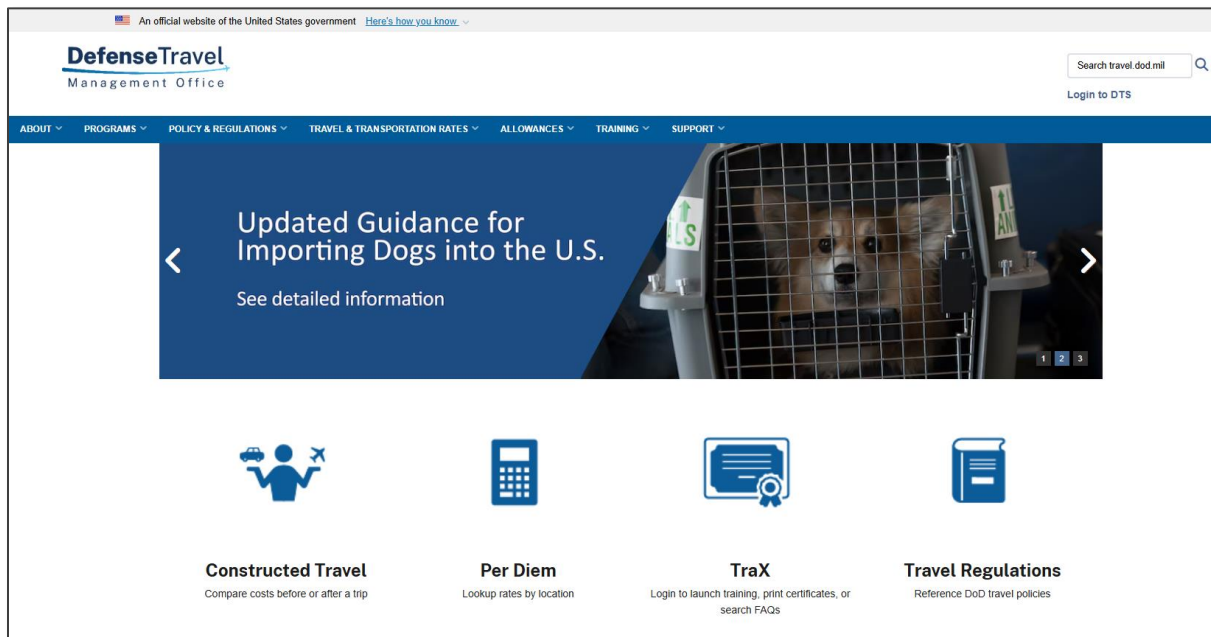 An official website of the United States government Here's how you know
DefenseTravel
Management Office
Search travel.dod.mil
Login to DTS
ABOUT PROGRAMS POLICY & REGULATIONS TRAVEL & TRANSPORTATION RATES ALLOWANCES TRAINING SUPPORT
Updated Guidance for
Importing Dogs into the U.S.
See detailed information
1 2 3
Constructed Travel
Compare costs before or after a trip
Per Diem
Lookup rates by location
TraX
Login to launch training, print certificates, or
search FAQs
Travel Regulations
Reference DoD travel policies